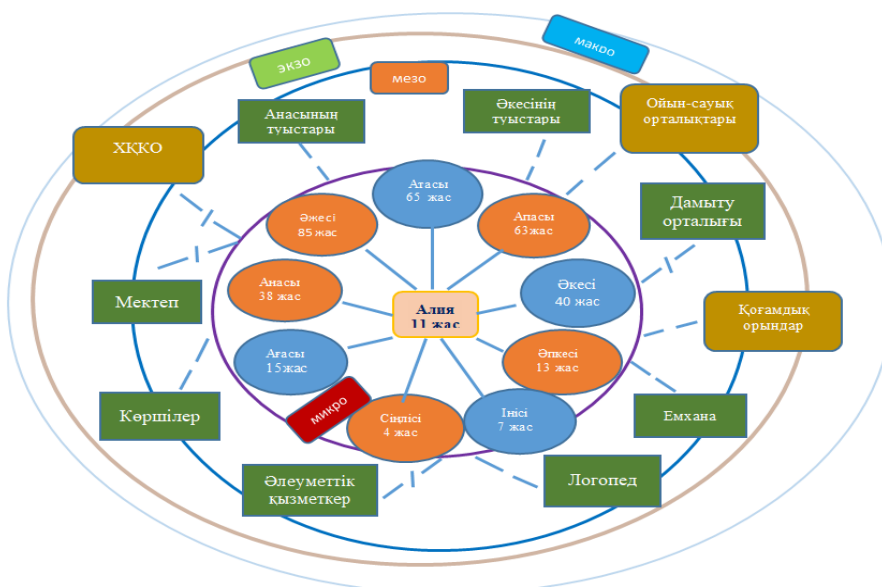 экзо
мезо
макро
Анасының
туыстары
Әкесінің
туыстары
Ойын-сауық
орталықтары
ХҚКО
Атасы
65 жас
Әжесі
85 жас
Апасы
63жас
Дамыту
орталығы
Мектеп
Анасы
38 жас
Алия
11 жас
Әкесі
40 жас
Қоғамдық
орындар
Ағасы
15жас
Әпкесі
13 жас
микро
Көршілер
Сіңлісі
4 жас
Інісі
7 жас
Емхана
Әлеуметтік
қызметкер
Логопед